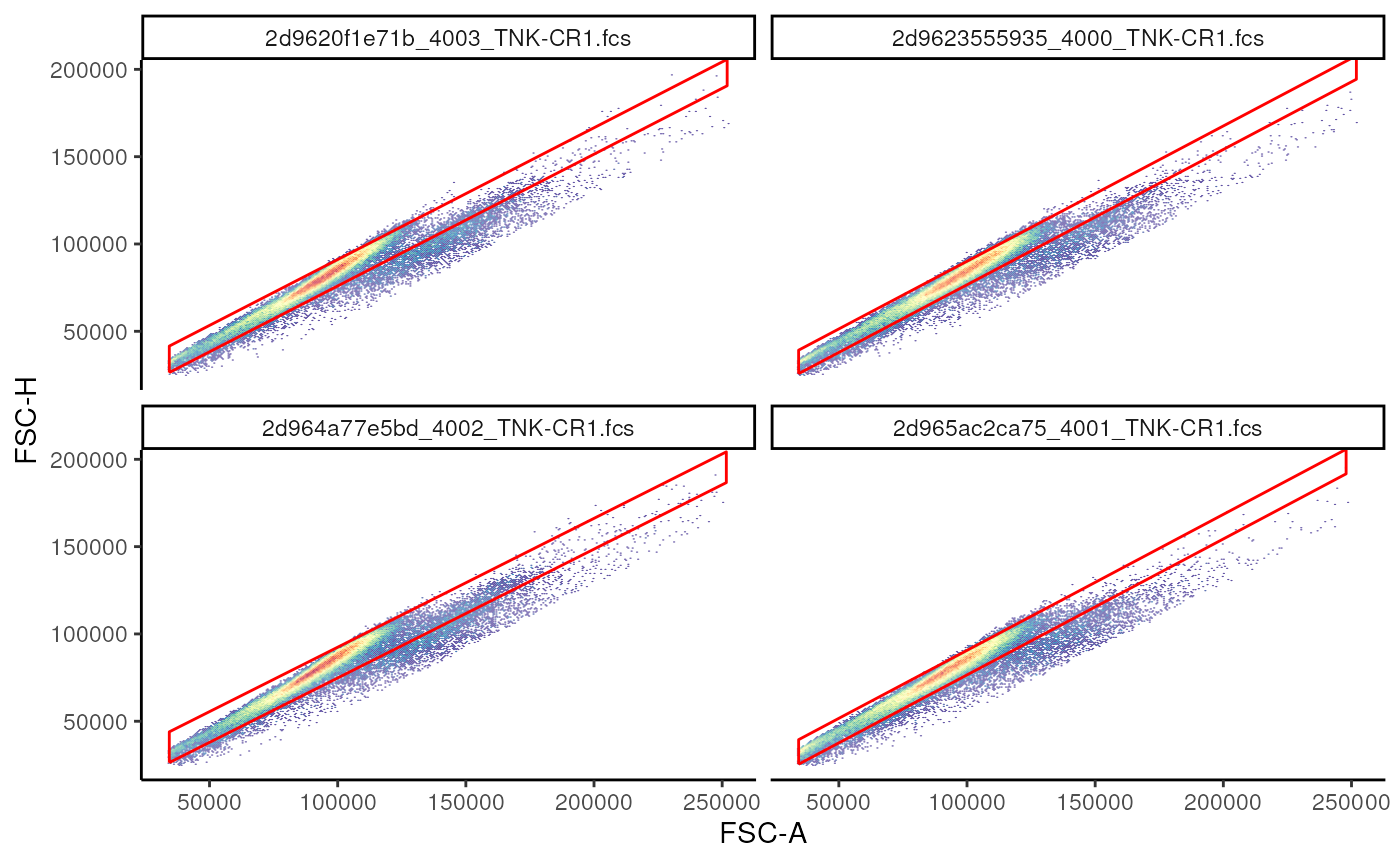 2d9620f1e71b_4003_TNK-CR1.fcs
2d9623555935_4000_TNK-CR1.fcs
200000
150000
100000
50000
FSC-H
2d964a77e5bd_4002_TNK-CR1.fcs
2d965ac2ca75_4001_TNK-CR1.fcs
200000
150000
100000
50000
50000 100000 150000 200000 250000
50000 100000 150000 200000 250000
FSC-A